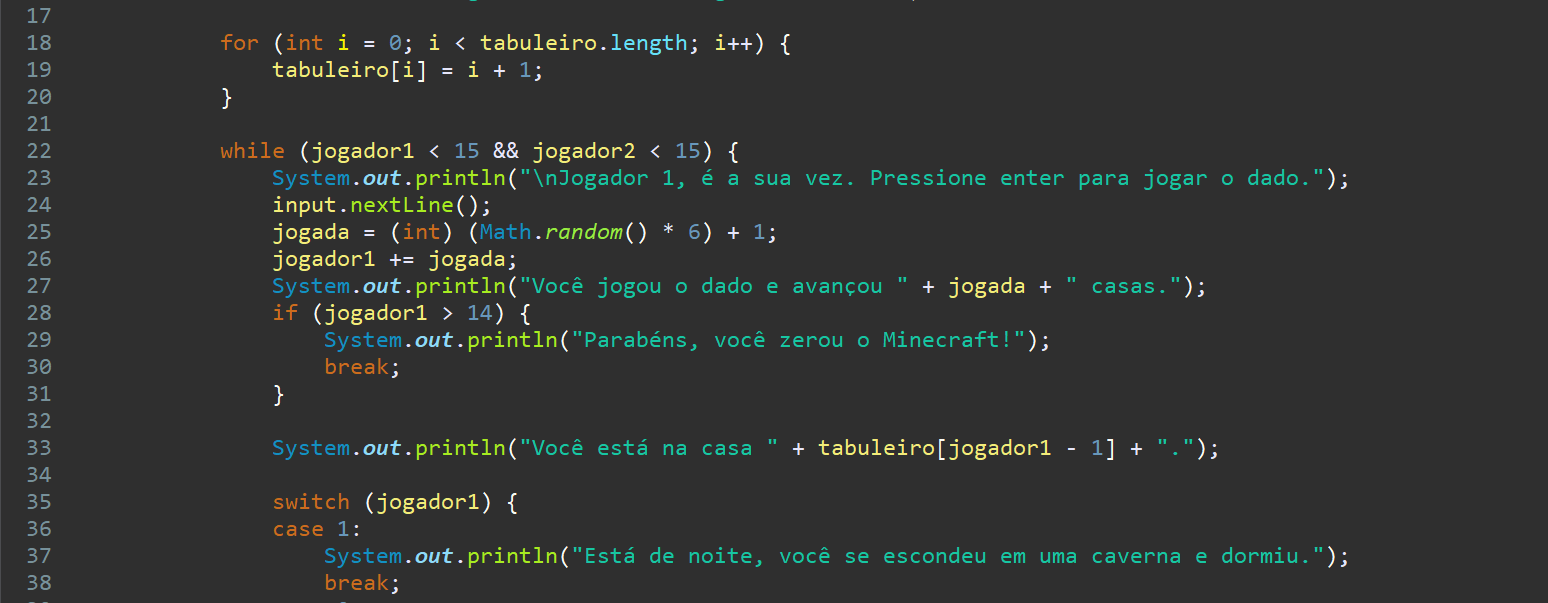 17
18 for (int i = 0; i < tabuleiro.length; i++) {
19 tabuleiro[i] = i + 1;
20 }
21
22 while (jogador1 < 15 && jogador2 < 15) {
23 System.out.println("\nJogador 1, é a sua vez. Pressione enter para jogar o dado.");
24 input.nextLine();
25 jogada = (int) (Math.random() * 6) + 1;
26 jogador1 += jogada;
27 System.out.println("Você jogou o dado e avançou " + jogada + " casas.");
28 if (jogador1 > 14) {
29 System.out.println("Parabéns, você zerou o Minecraft!");
30 break;
31 }
32
33 System.out.println("Você está na casa " + tabuleiro[jogador1 - 1] + ".");
34
35 switch (jogador1) {
36 case 1:
37 System.out.println("Está de noite, você se escondeu em uma caverna e dormiu.");
38 break;